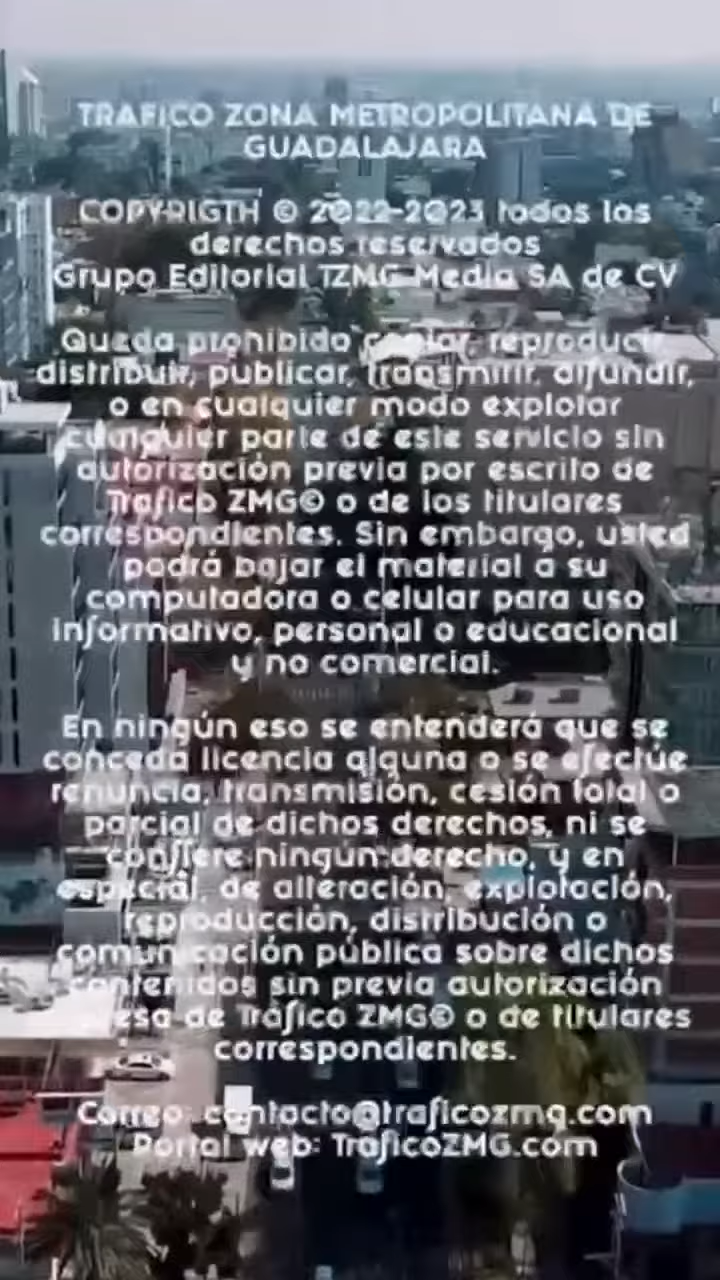 TRAFICO ZONA METROPOLITANA DE
GUADALAJARA
COPYRIGTH © 2022-2023 todos los
derechos reservados
Grupo Editorial TZMG Media SA de CV
Queda prohibido copiar, reproducir,
distribuir, publicar, transmitir, difundir,
o en cualquier modo explotar
cualquier parte de este servicio sin
autorización previa por escrito de
Trafico ZMG© o de los titulares
correspondientes. Sin embargo, usted
podrá bajar el material a su
computadora o celular para uso
informativo, personal o educacional
y no comercial.
En ningún eso se entenderá que se
conceda licencia alguna o se efectúe
renuncia, transmisión, cesión total o
parcial de dichos derechos, ni se
confiere ningún derecho, y en
especial, de alteración, explotación,
reproducción, distribución o
comunicación pública sobre dichos
contenidos sin previa autorización
de Tráfico ZMG© o de titulares
correspondientes.
Correo: contacto@traficozmg.com
Portal web: TraficoZMG.com